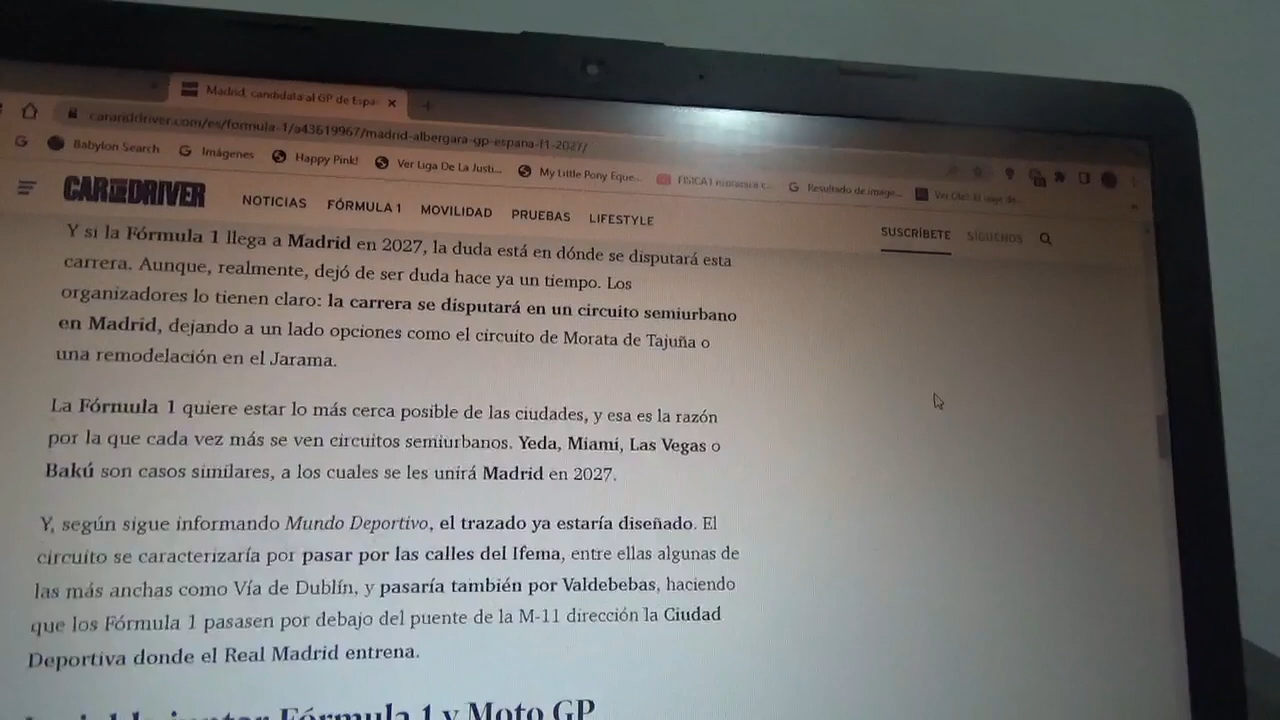 Madrid, candidata al GP de Espa
caranddriver.com/es/formula-1/a43619967/madrid-albergara-gp-espana-f1-2027/
Babylon Search Imágenes Happy Pink! Ver Liga De La Justi... My Little Pony Eque... Resultado de image...
CAR AND DRIVER NOTICIAS FÓRMULA 1 MOVILIDAD PRUEBAS LIFESTYLE SUSCRÍBETE SÍGUENOS
Y si la Fórmula 1 llega a Madrid en 2027, la duda está en dónde se disputará esta
carrera. Aunque, realmente, dejó de ser duda hace ya un tiempo. Los
organizadores lo tienen claro: la carrera se disputará en un circuito semiurbano
en Madrid, dejando a un lado opciones como el circuito de Morata de Tajuña o
una remodelación en el Jarama.
La Fórmula 1 quiere estar lo más cerca posible de las ciudades, y esa es la razón
por la que cada vez más se ven circuitos semiurbanos. Yeda, Miami, Las Vegas o
Bakú son casos similares, a los cuales se les unirá Madrid en 2027.
Y, según sigue informando Mundo Deportivo, el trazado ya estaría diseñado. El
circuito se caracterizaría por pasar por las calles del Ifema, entre ellas algunas de
las más anchas como Vía de Dublín, y pasaría también por Valdebebas, haciendo
que los Fórmula 1 pasasen por debajo del puente de la M-11 dirección la Ciudad
Deportiva donde el Real Madrid entrena.
Fórmula 1 y Moto GP